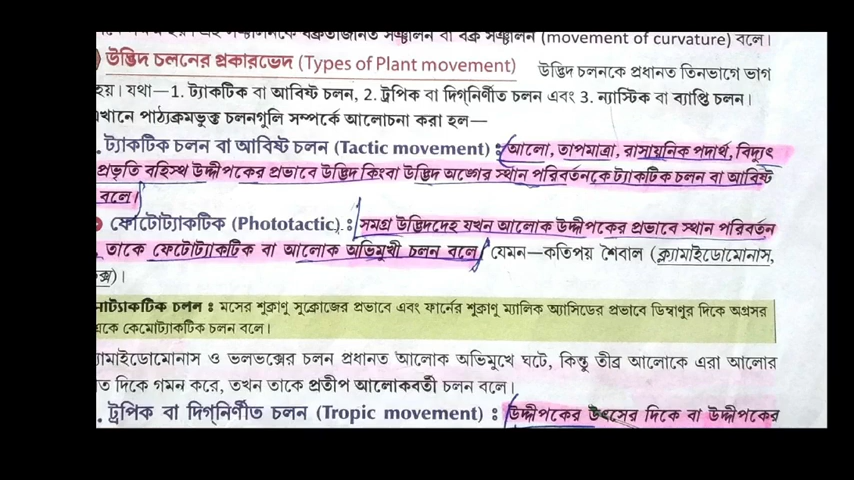 সঞ্চালন বা বক্র সঞ্চালন (movement of curvature) বলে।
উদ্ভিদ চলনের প্রকারভেদ (Types of Plant movement) উদ্ভিদ চলনকে প্রধানত তিনভাগে ভাগ
হয়। যথা—1. ট্যাকটিক বা আবিষ্ট চলন, 2. ট্রপিক বা দিগ্‌নির্ণীত চলন এবং 3. ন্যাস্টিক বা ব্যাপ্তি চলন।
খানে পাঠ্যক্রমভুক্ত চলনগুলি সম্পর্কে আলোচনা করা হল—
. ট্যাকটিক চলন বা আবিষ্ট চলন (Tactic movement) : আলো, তাপমাত্রা, রাসায়নিক পদার্থ, বিদ্যুৎ
প্রভৃতি বহিস্থ উদ্দীপকের প্রভাবে উদ্ভিদ কিংবা উদ্ভিদ অঙ্গের স্থান পরিবর্তনকে ট্যাকটিক চলন বা আবিষ্ট
বলে।
ফোটোট্যাকটিক (Phototactic) : সমগ্র উদ্ভিদদেহ যখন আলোক উদ্দীপকের প্রভাবে স্থান পরিবর্তন
, তাকে ফেটোট্যাকটিক বা আলোক অভিমুখী চলন বলে। যেমন—কতিপয় শৈবাল (ক্ল্যামাইডোমোনাস,
ক্স)।
মোট্যাকটিক চলন : মসের শুক্রাণু সুক্রোজের প্রভাবে এবং ফার্নের শুক্রাণু ম্যালিক অ্যাসিডের প্রভাবে ডিম্বাণুর দিকে অগ্রসর
একে কেমোট্যাকটিক চলন বলে।
্যামাইডোমোনাস ও ভলভক্সের চলন প্রধানত আলোক অভিমুখে ঘটে, কিন্তু তীব্র আলোকে এরা আলোর
ত দিকে গমন করে, তখন তাকে প্রতীপ আলোকবর্তী চলন বলে।
. ট্রপিক বা দিগ্‌নির্ণীত চলন (Tropic movement) : উদ্দীপকের উৎসের দিকে বা উদ্দীপকের